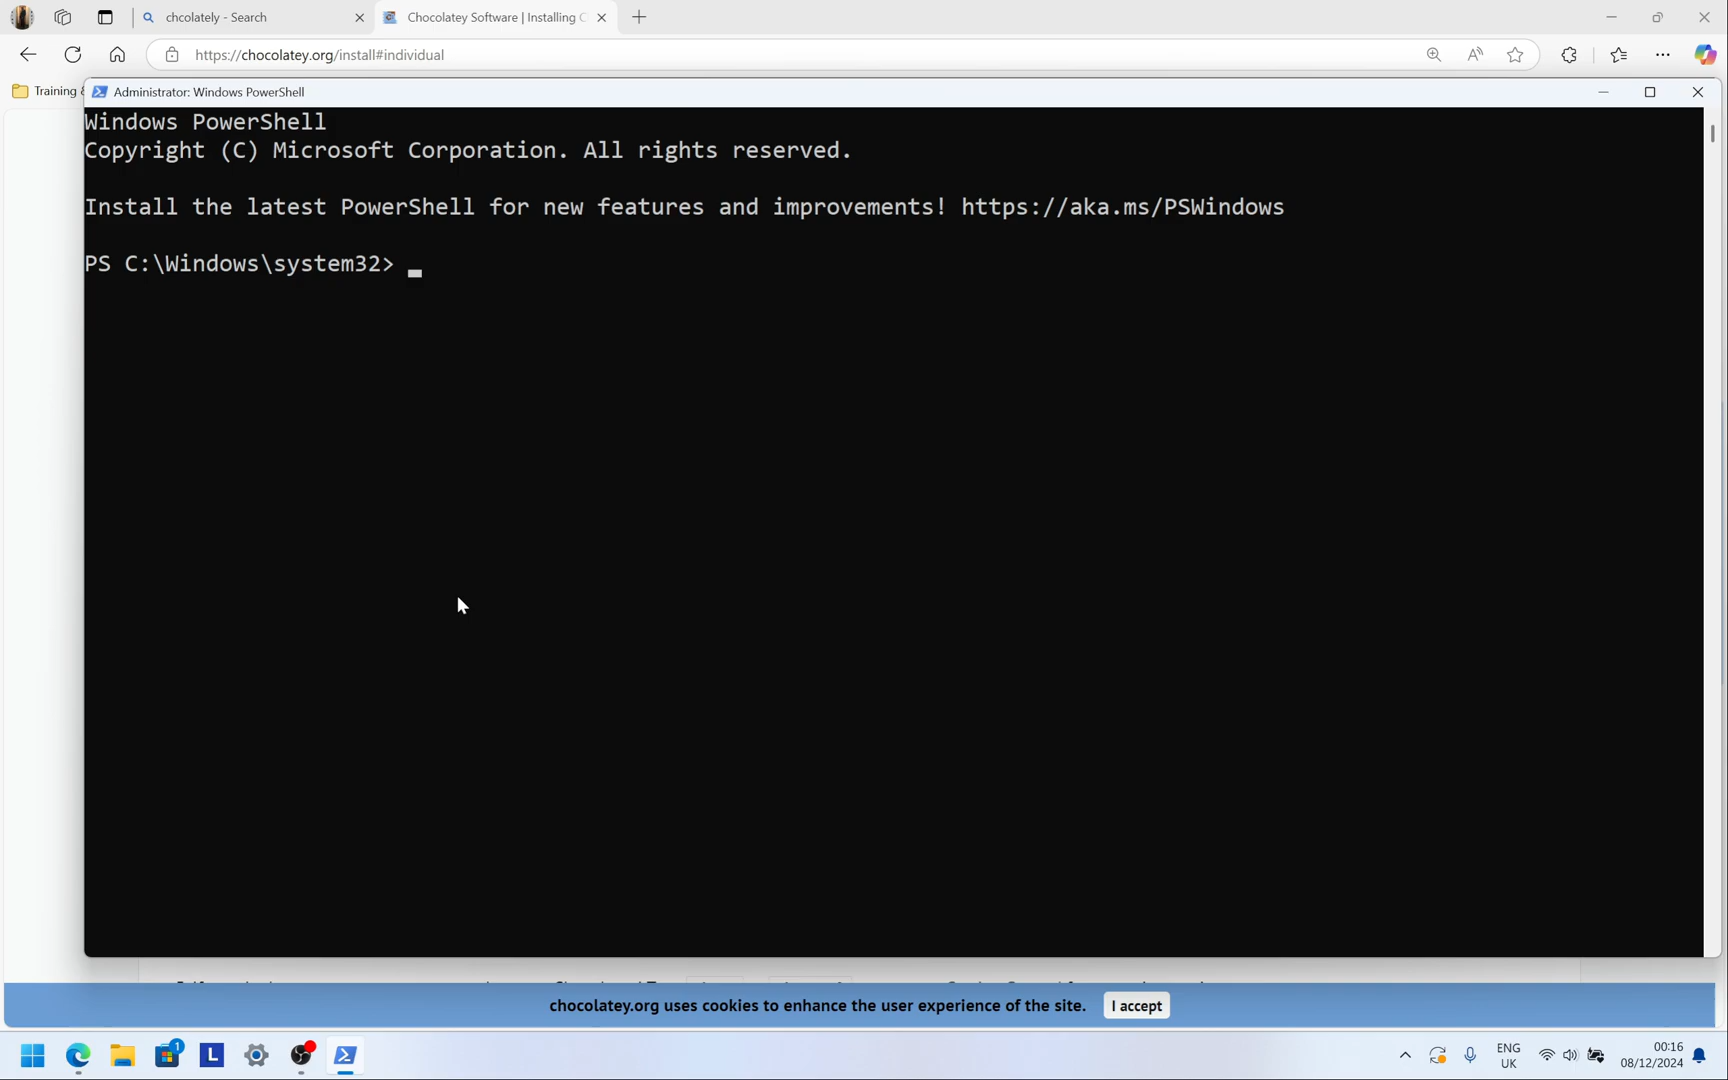 chcolately - Search
Chocolatey Software | Installing C
https://chocolatey.org/install#individual
Training &
Administrator: Windows PowerShell
Windows PowerShell
Copyright (C) Microsoft Corporation. All rights reserved.
Install the latest PowerShell for new features and improvements! https://aka.ms/PSWindows
PS C:\Windows\system32>
chocolatey.org uses cookies to enhance the user experience of the site.
I accept
1
L
ENG
UK
00:16
08/12/2024